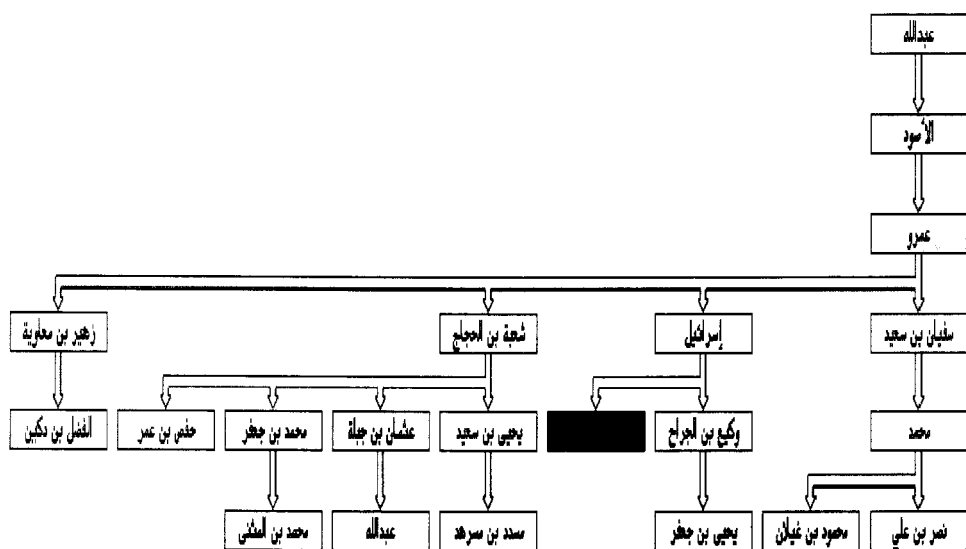 عبدالله
الأسود
عمرو
سفيان بن سعيد
إسرائيل
شعبة بن الحجاج
زهير بن معاوية
محمد
وكيع بن الجراح
يحيى بن سعيد
عثمان بن جبلة
محمد بن جعفر
حفص بن عمر
الفضل بن دكين
نصر بن علي
محمود بن غيلان
يحيى بن جعفر
مسدد بن مسرهد
عبدالله
محمد بن المثنى